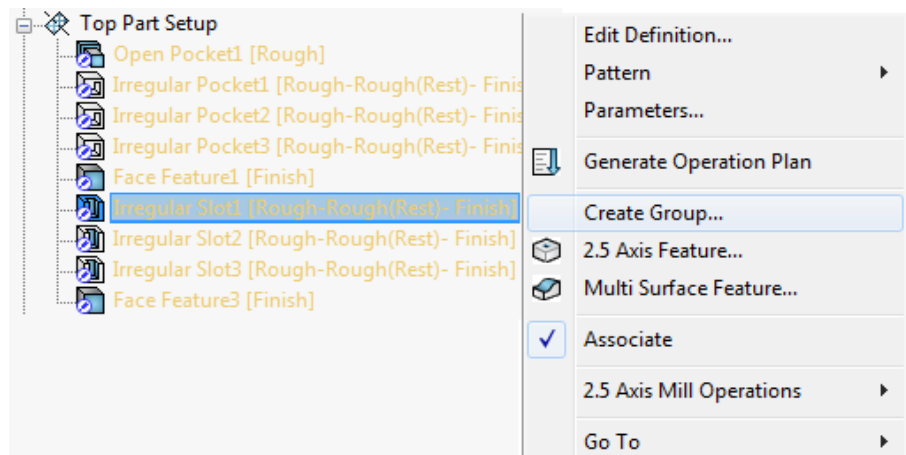 Top Part Setup
Open Pocket1 [Rough]
Irregular Pocket1 [Rough-Rough(Rest)- Finis
Irregular Pocket2 [Rough-Rough(Rest)- Finis
Irregular Pocket3 [Rough-Rough(Rest)- Finis
Face Feature1 [Finish]
Irregular Slot1 [Rough-Rough(Rest)- Finish]
Irregular Slot2 [Rough-Rough(Rest)- Finish]
Irregular Slot3 [Rough-Rough(Rest)- Finish]
Face Feature3 [Finish]
Edit Definition...
Pattern
Parameters...
Generate Operation Plan
Create Group...
2.5 Axis Feature...
Multi Surface Feature...
Associate
2.5 Axis Mill Operations
Go To